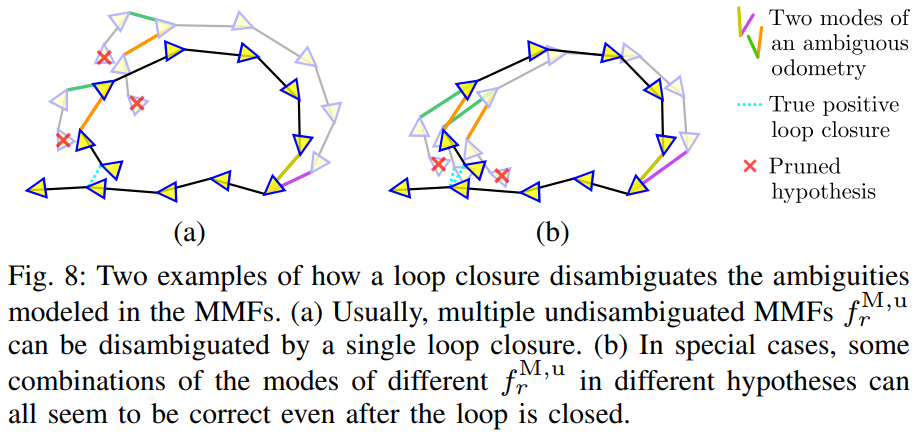 Two modes of
an ambiguous
odometry
True positive
loop closure
Pruned
hypothesis
(a)
(b)
Fig. 8: Two examples of how a loop closure disambiguates the ambiguities
modeled in the MMFs. (a) Usually, multiple undisambiguated MMFs f_r^{M,u}
can be disambiguated by a single loop closure. (b) In special cases, some
combinations of the modes of different f_r^{M,u} in different hypotheses can
all seem to be correct even after the loop is closed.